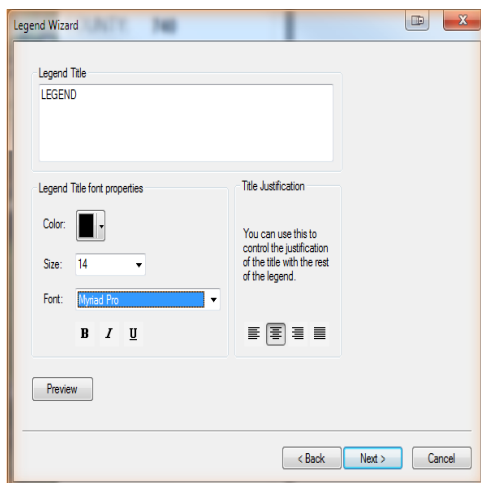 Legend Wizard
UNTY: 740
X
Legend Title
LEGEND
Legend Title font properties
Color:
Size: 14
Font: Myriad Pro
B I U
Title Justification
You can use this to
control the justification
of the title with the rest
of the legend.
Preview
< Back Next > Cancel